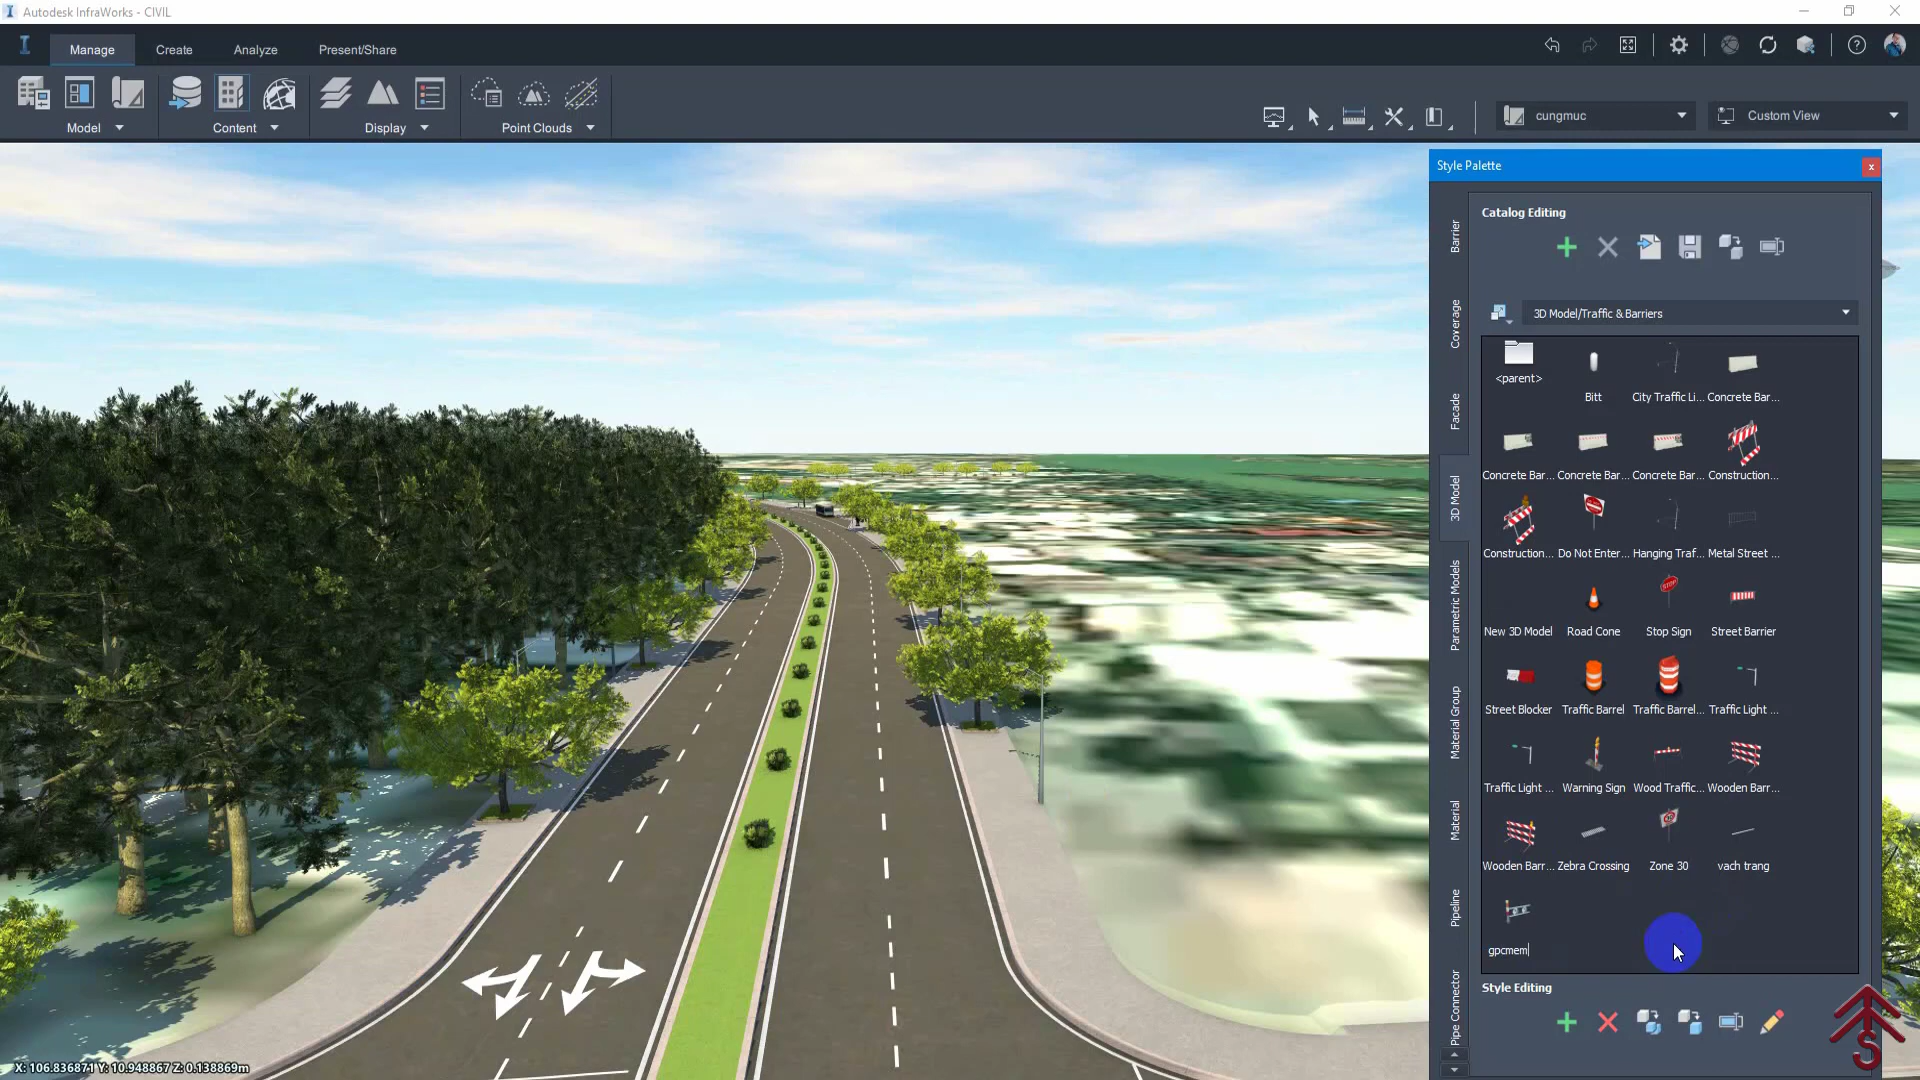 Autodesk InfraWorks - CIVIL
Manage
Create
Analyze
Present/Share
Model
Content
Display
Point Clouds
cungmuc
Custom View
Style Palette
Catalog Editing
3D Model/Traffic & Barriers
Barrier
Coverage
Facade
3D Model
Parametric Models
Material Group
Material
Pipeline
Pipe Connector
<parent>
Bitt
City Traffic Li...
Concrete Bar...
Concrete Bar...
Concrete Bar...
Concrete Bar...
Construction...
Construction...
Do Not Enter...
Hanging Traf...
Metal Street ...
New 3D Model
Road Cone
Stop Sign
Street Barrier
Street Blocker
Traffic Barrel
Traffic Barrel...
Traffic Light ...
Traffic Light ...
Warning Sign
Wood Traffic...
Wooden Barr...
Wooden Barr...
Zebra Crossing
Zone 30
vach trang
gpcmem
Style Editing
X: 106.836871 Y: 10.948867 Z: 0.138869m
S